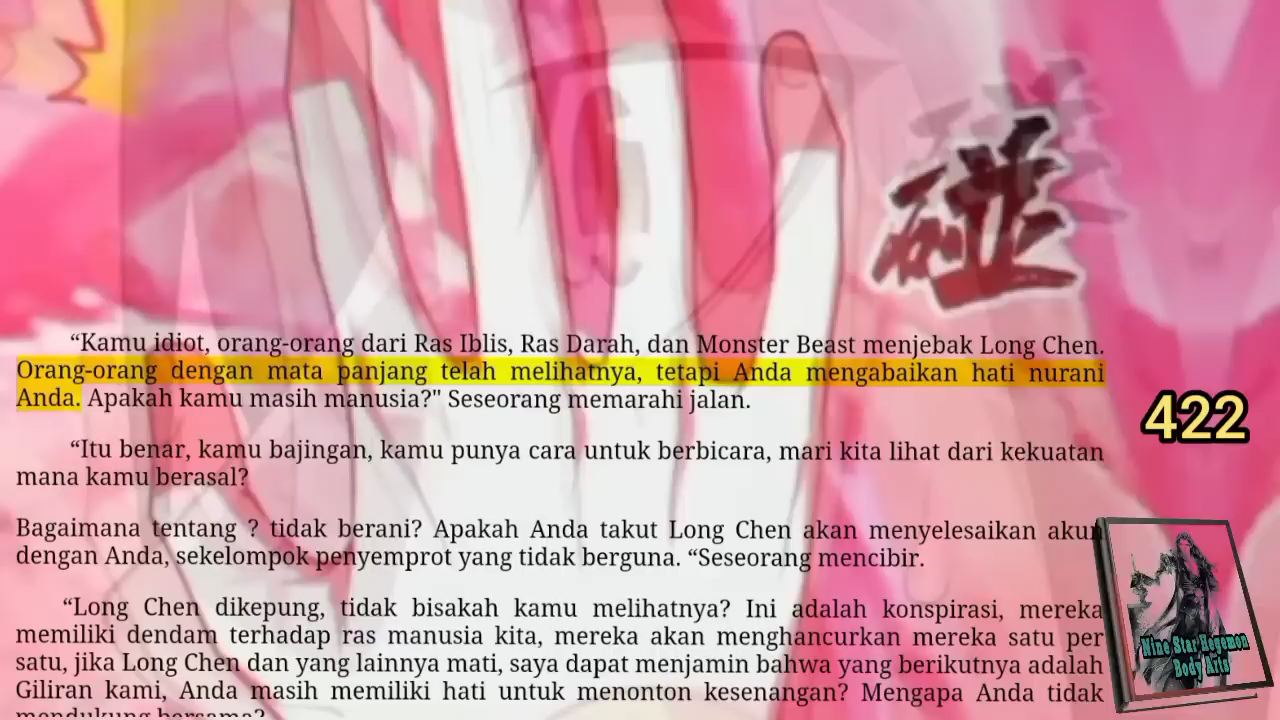 碰
“Kamu idiot, orang-orang dari Ras Iblis, Ras Darah, dan Monster Beast menjebak Long Chen.
Orang-orang dengan mata panjang telah melihatnya, tetapi Anda mengabaikan hati nurani
Anda. Apakah kamu masih manusia?" Seseorang memarahi jalan.
“Itu benar, kamu bajingan, kamu punya cara untuk berbicara, mari kita lihat dari kekuatan
mana kamu berasal?
Bagaimana tentang ? tidak berani? Apakah Anda takut Long Chen akan menyelesaikan akun
dengan Anda, sekelompok penyemprot yang tidak berguna. “Seseorang mencibir.
“Long Chen dikepung, tidak bisakah kamu melihatnya? Ini adalah konspirasi, mereka
memiliki dendam terhadap ras manusia kita, mereka akan menghancurkan mereka satu per
satu, jika Long Chen dan yang lainnya mati, saya dapat menjamin bahwa yang berikutnya adalah
Giliran kami, Anda masih memiliki hati untuk menonton kesenangan? Mengapa Anda tidak
mendukung bersama?
422
Nine Star Hegemon
Body Arts